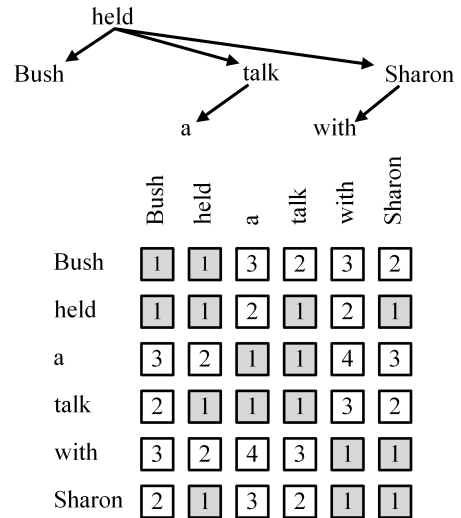 held
Bush talk Sharon
a with
Bush held a talk with Sharon
Bush 1 1 3 2 3 2
held 1 1 2 1 2 1
a 3 2 1 1 4 3
talk 2 1 1 1 3 2
with 3 2 4 3 1 1
Sharon 2 1 3 2 1 1